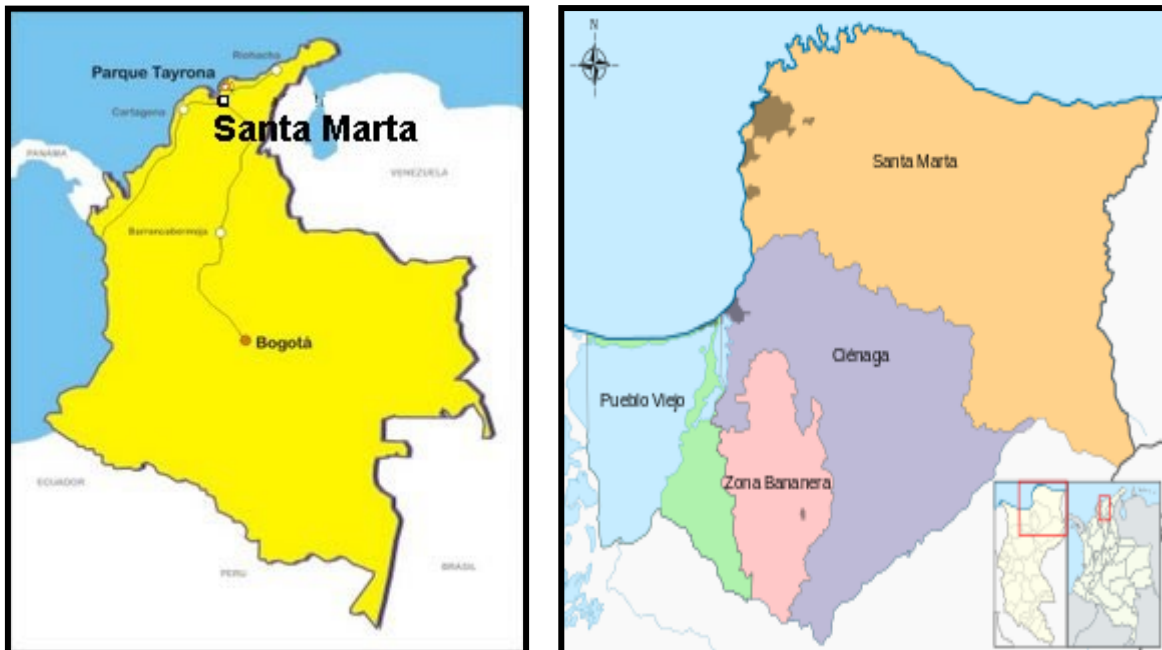 Riohacha
Parque Tayrona
Cartagena
Santa Marta
PANAMA
VENEZUELA
Barrancabermeja
Bogotá
ECUADOR
PERU
BRASIL
N
Santa Marta
Ciénaga
Pueblo Viejo
Zona Bananera